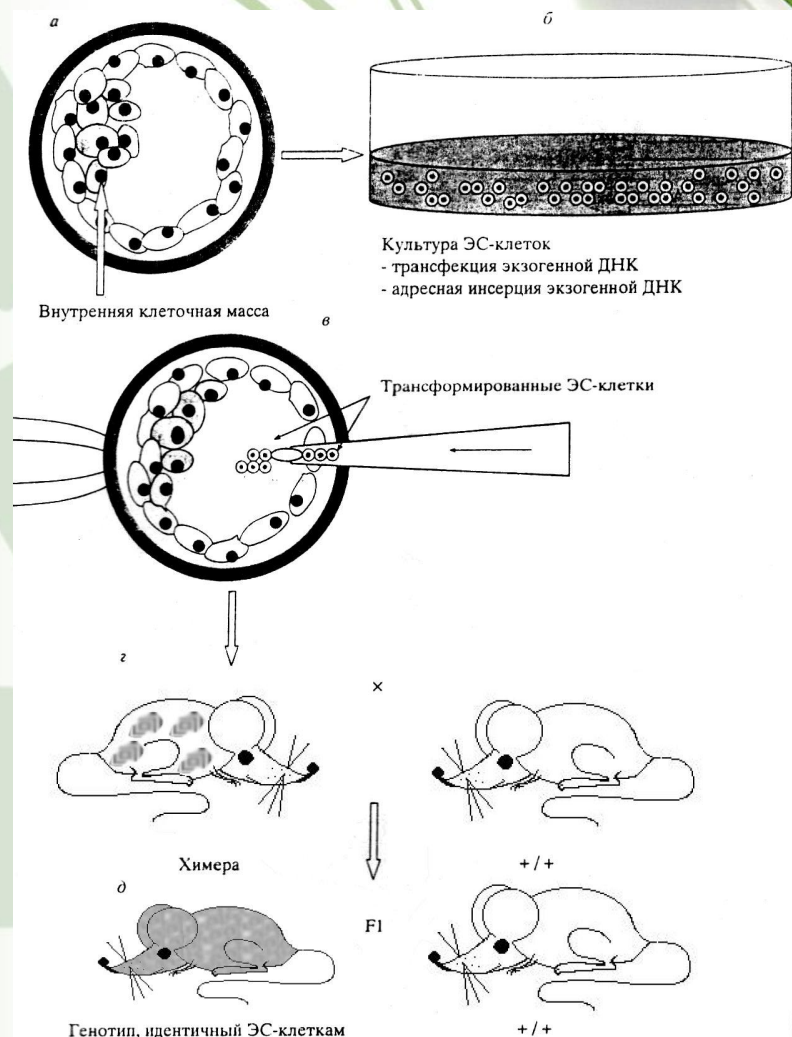 а
б
Культура ЭС-клеток
- трансфекция экзогенной ДНК
- адресная инсерция экзогенной ДНК
Внутренняя клеточная масса
в
Трансформированные ЭС-клетки
г
×
Химера
+ / +
д
F1
Генотип, идентичный ЭС-клеткам
+ / +